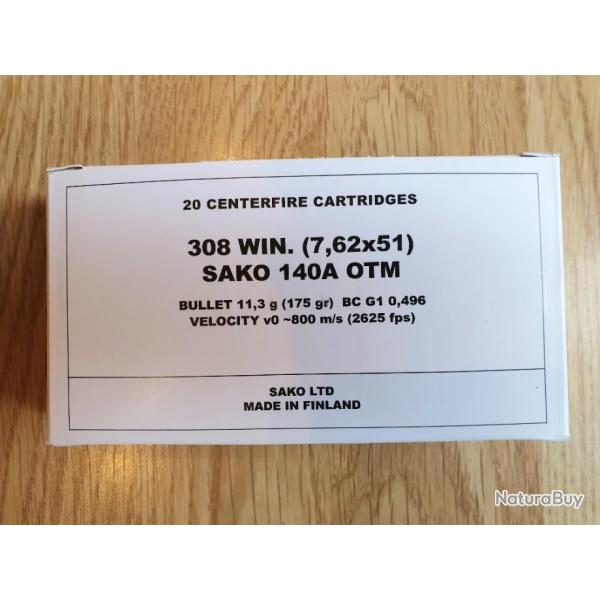 20 CENTERFIRE CARTRIDGES
308 WIN. (7,62x51)
SAKO 140A OTM
BULLET 11,3 g (175 gr) BC G1 0,496
VELOCITY v0 ~800 m/s (2625 fps)
SAKO LTD
MADE IN FINLAND
NaturaBuy